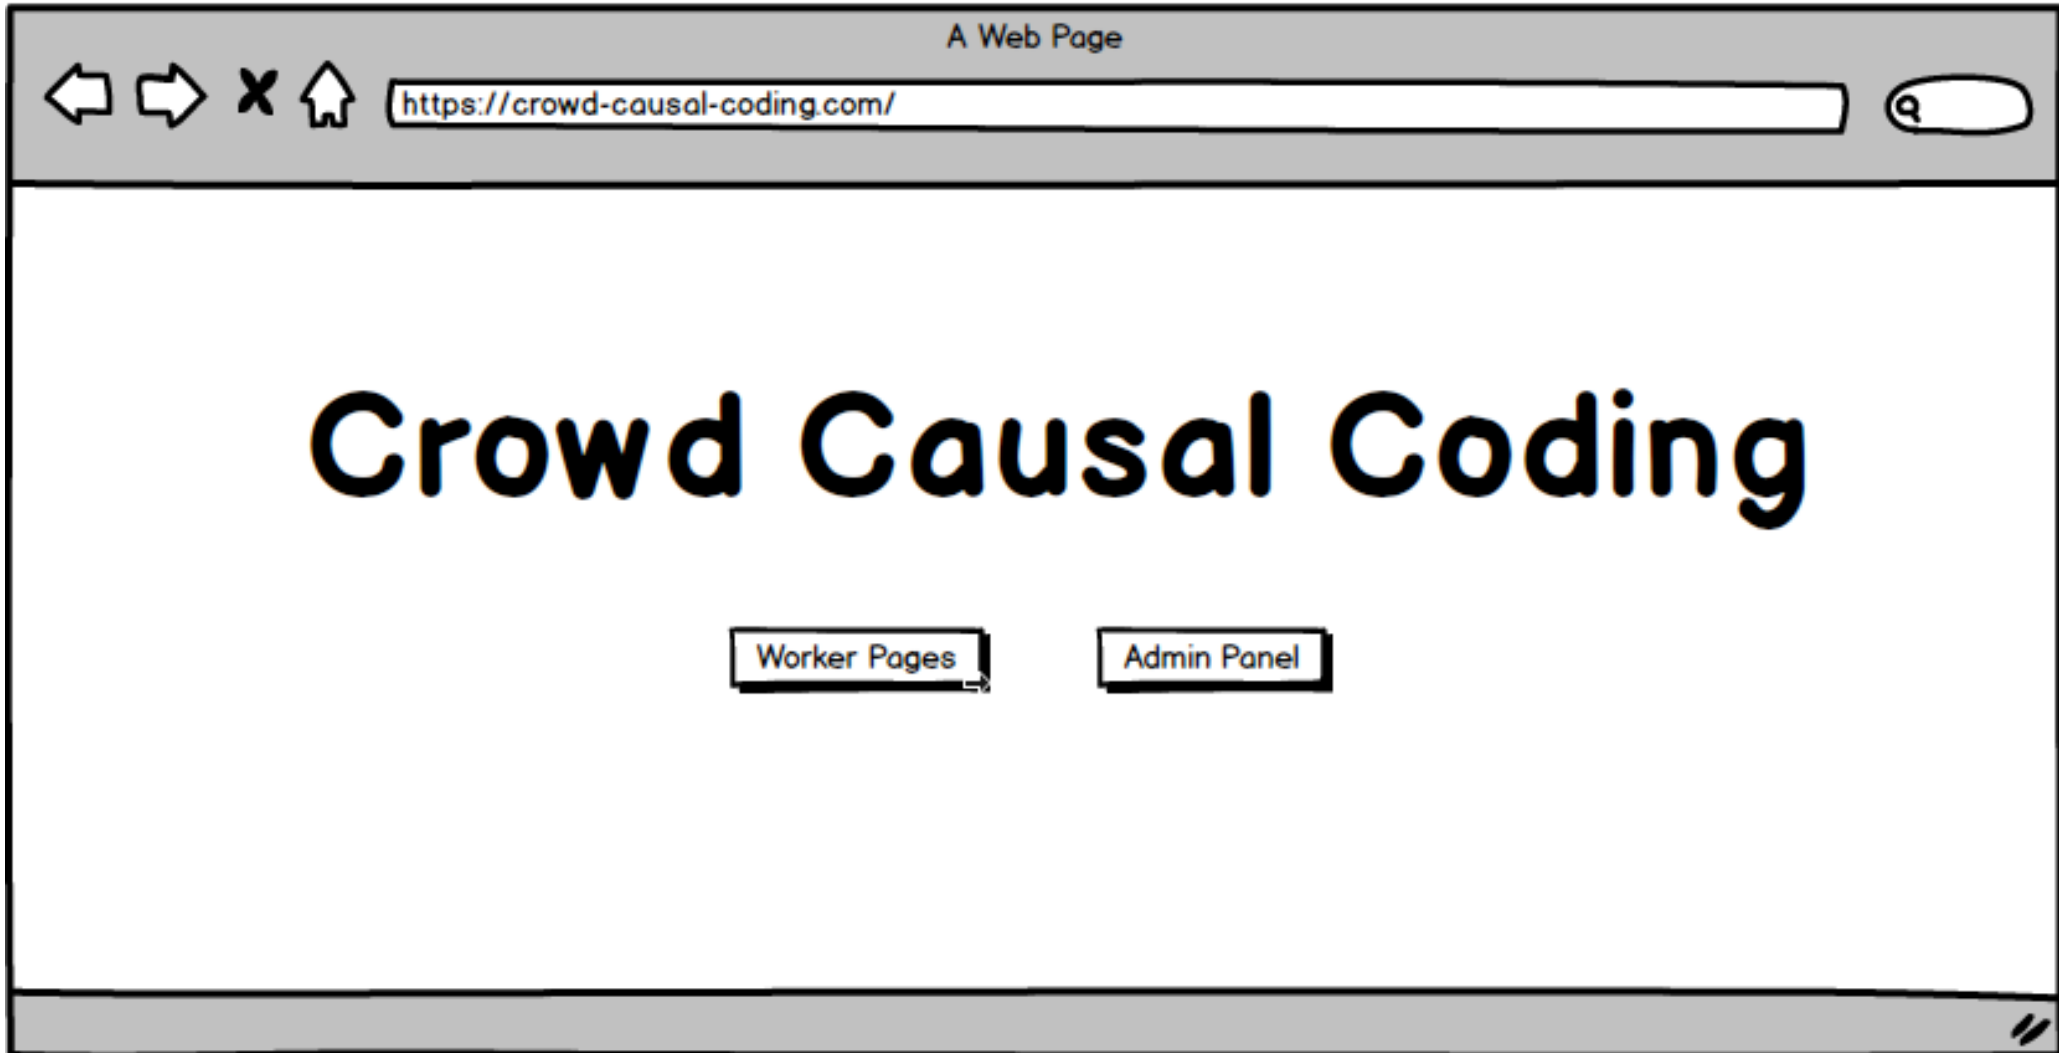 A Web Page
https://crowd-causal-coding.com/
Crowd Causal Coding
Worker Pages
Admin Panel